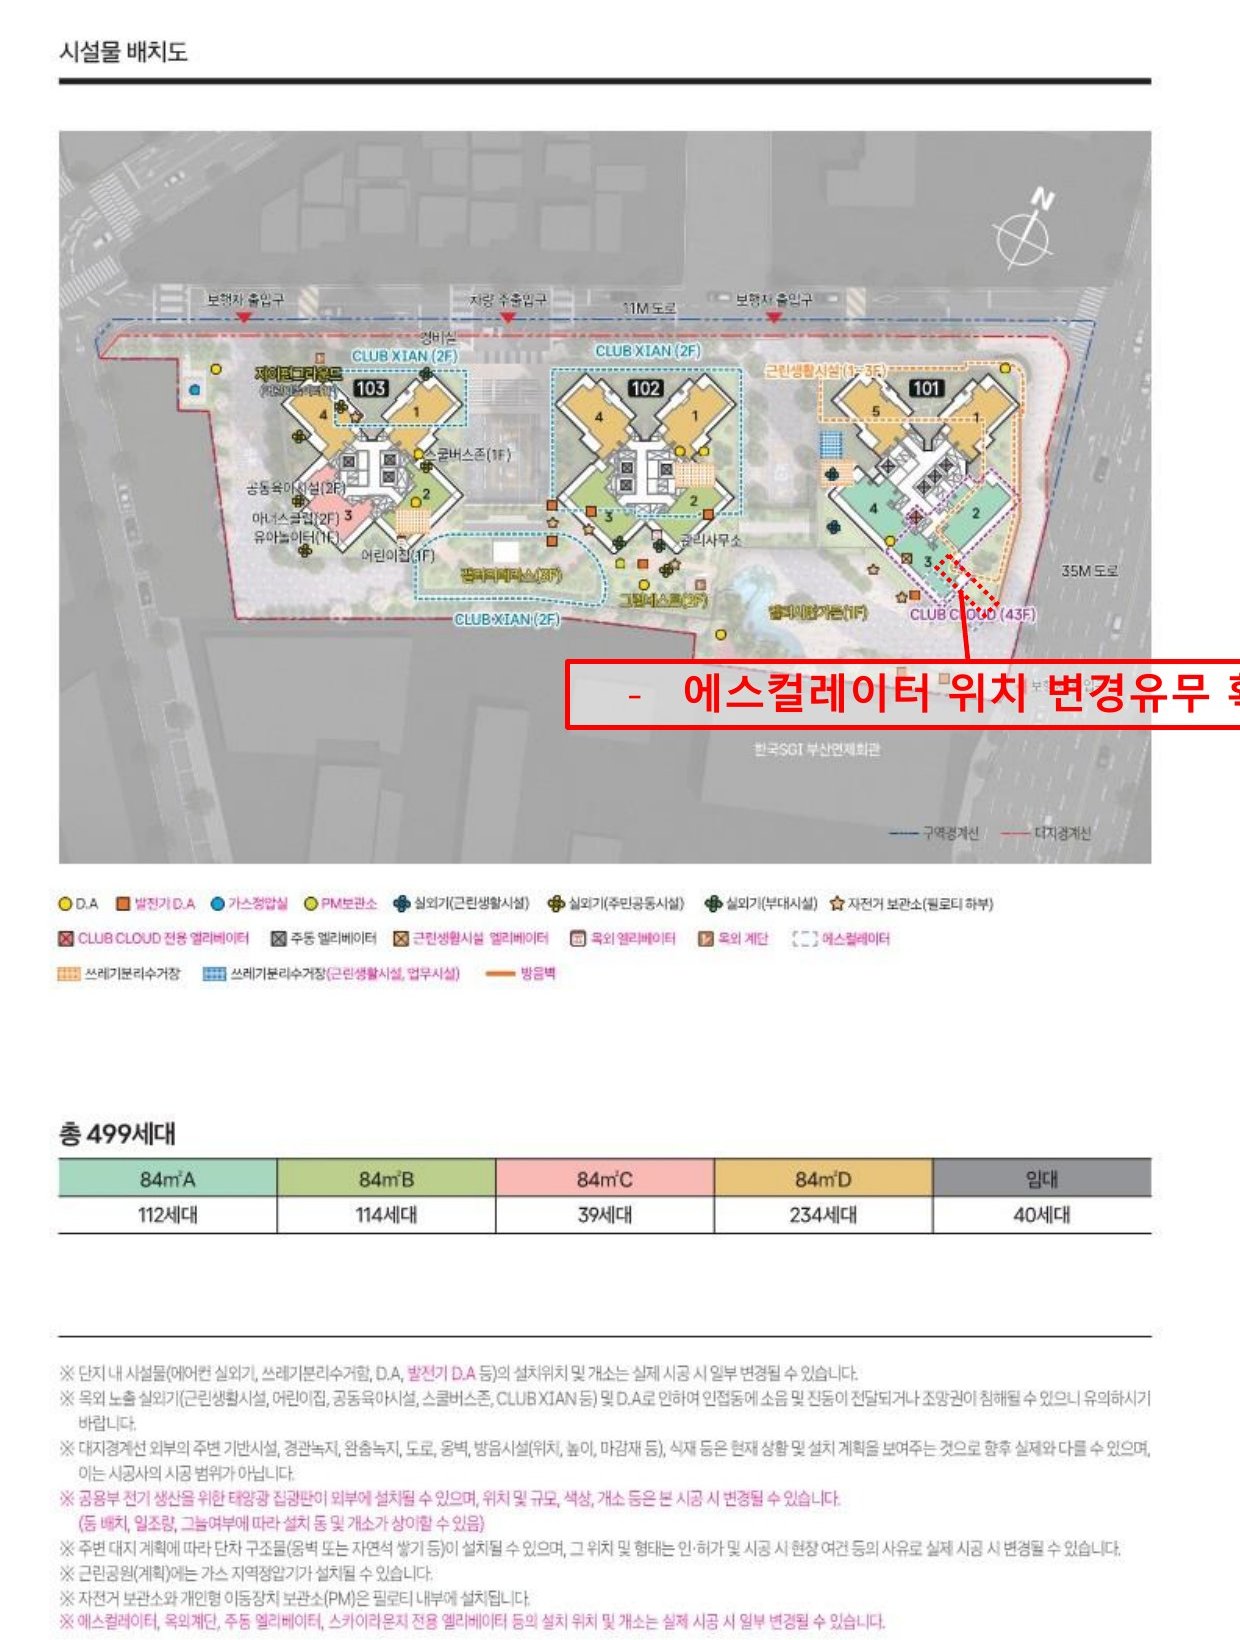 시설물 배치도
N
보행자 출입구
차량 주출입구
11M 도로
보행자 출입구
경비실
CLUB XIAN (2F)
CLUB XIAN (2F)
근린생활시설 (1~3F)
자이펀그라운드
103
102
101
4
1
4
1
5
1
스쿨버스존(1F)
공동육아시설(2F)
2
3
2
3
4
2
3
유아놀이터(1F)
어린이집(1F)
관리사무소
35M 도로
CLUB XIAN (2F)
CLUB CLOUD (43F)
- 에스컬레이터 위치 변경유무
구역경계선
대지경계선
D.A
발전기 D.A
가스정압실
PM보관소
실외기(근린생활시설)
실외기(주민공동시설)
실외기(부대시설)
자전거 보관소(필로티 하부)
CLUB CLOUD 전용 엘리베이터
주동 엘리베이터
근린생활시설 엘리베이터
옥외 엘리베이터
옥외 계단
에스컬레이터
쓰레기분리수거장
쓰레기분리수거장(근린생활시설, 업무시설)
방음벽
총 499세대
84㎡A 84㎡B 84㎡C 84㎡D 임대
112세대 114세대 39세대 234세대 40세대
※ 단지 내 시설물(에어컨 실외기, 쓰레기분리수거함, D.A, 발전기 D.A 등)의 설치위치 및 개소는 실제 시공 시 일부 변경될 수 있습니다.
※ 옥외 노출 실외기(근린생활시설, 어린이집, 공동육아시설, 스쿨버스존, CLUB XIAN 등) 및 D.A로 인하여 인접동에 소음 및 진동이 전달되거나 조망권이 침해될 수 있으니 유의하시기
바랍니다.
※ 대지경계선 외부의 주변 기반시설, 경관녹지, 완충녹지, 도로, 옹벽, 방음시설(위치, 높이, 마감재 등), 식재 등은 현재 상황 및 설치 계획을 보여주는 것으로 향후 실제와 다를 수 있으며,
이는 시공사의 시공 범위가 아닙니다.
※ 공용부 전기 생산을 위한 태양광 집광판이 외부에 설치될 수 있으며, 위치 및 규모, 색상, 개소 등은 본 시공 시 변경될 수 있습니다.
(동 배치, 일조량, 그늘여부에 따라 설치 동 및 개소가 상이할 수 있음)
※ 주변 대지 계획에 따라 단차 구조물(옹벽 또는 자연석 쌓기 등)이 설치될 수 있으며, 그 위치 및 형태는 인·허가 및 시공 시 현장 여건 등의 사유로 실제 시공 시 변경될 수 있습니다.
※ 근린공원(계획)에는 가스 지역정압기가 설치될 수 있습니다.
※ 자전거 보관소와 개인형 이동장치 보관소(PM)은 필로티 내부에 설치됩니다.
※ 에스컬레이터, 옥외계단, 주동 엘리베이터, 스카이라운지 전용 엘리베이터 등의 설치 위치 및 개소는 실제 시공 시 일부 변경될 수 있습니다.